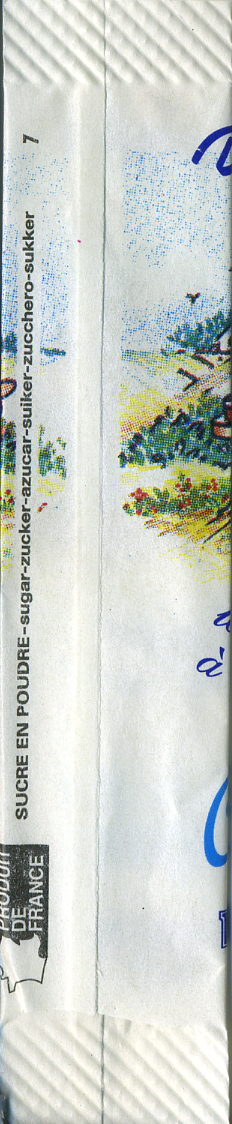 SUCRE EN POUDRE-sugar-zucker-azucar-suiker-zucchero-sukker
7
PRODUIT
DE
FRANCE
à